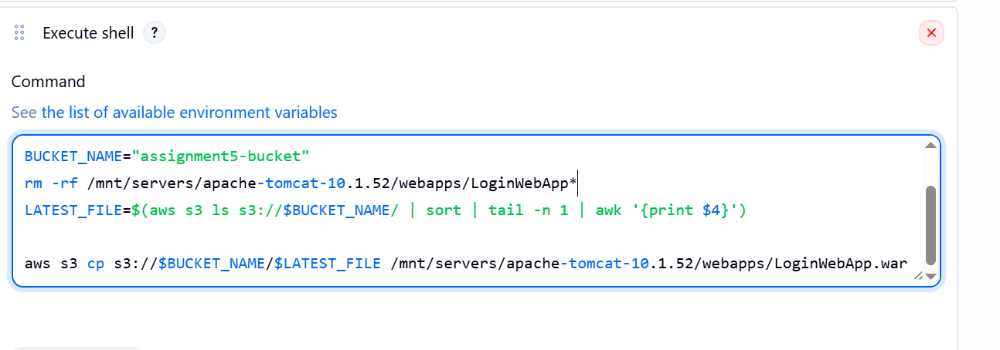 Execute shell ?
Command
See the list of available environment variables
BUCKET_NAME="assignment5-bucket"
rm -rf /mnt/servers/apache-tomcat-10.1.52/webapps/LoginWebApp*
LATEST_FILE=$(aws s3 ls s3://$BUCKET_NAME/ | sort | tail -n 1 | awk '{print $4}')
aws s3 cp s3://$BUCKET_NAME/$LATEST_FILE /mnt/servers/apache-tomcat-10.1.52/webapps/LoginWebApp.war